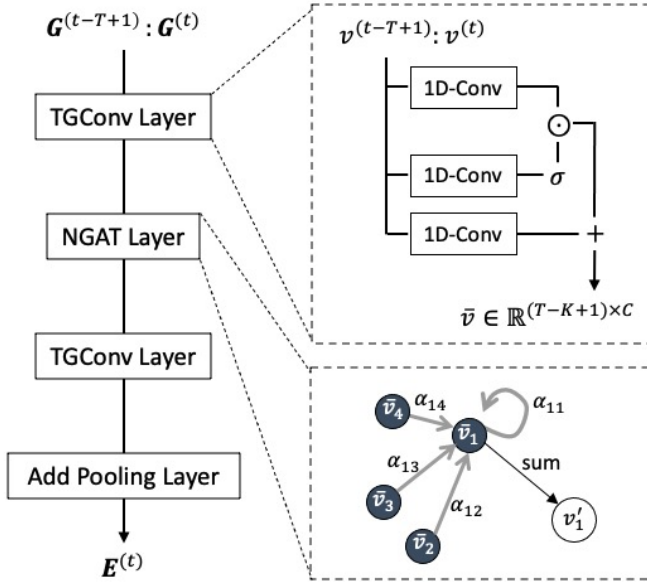 G^(t−T+1) : G^(t)
TGConv Layer
NGAT Layer
TGConv Layer
Add Pooling Layer
E^(t)
v^(t−T+1): v^(t)
1D-Conv
⊙
1D-Conv σ
1D-Conv +
v̄ ∈ ℝ^(T−K+1)×C
v̄₄ α₁₄ v̄₁ α₁₁
α₁₃ sum
v̄₃ α₁₂ v₁′
v̄₂